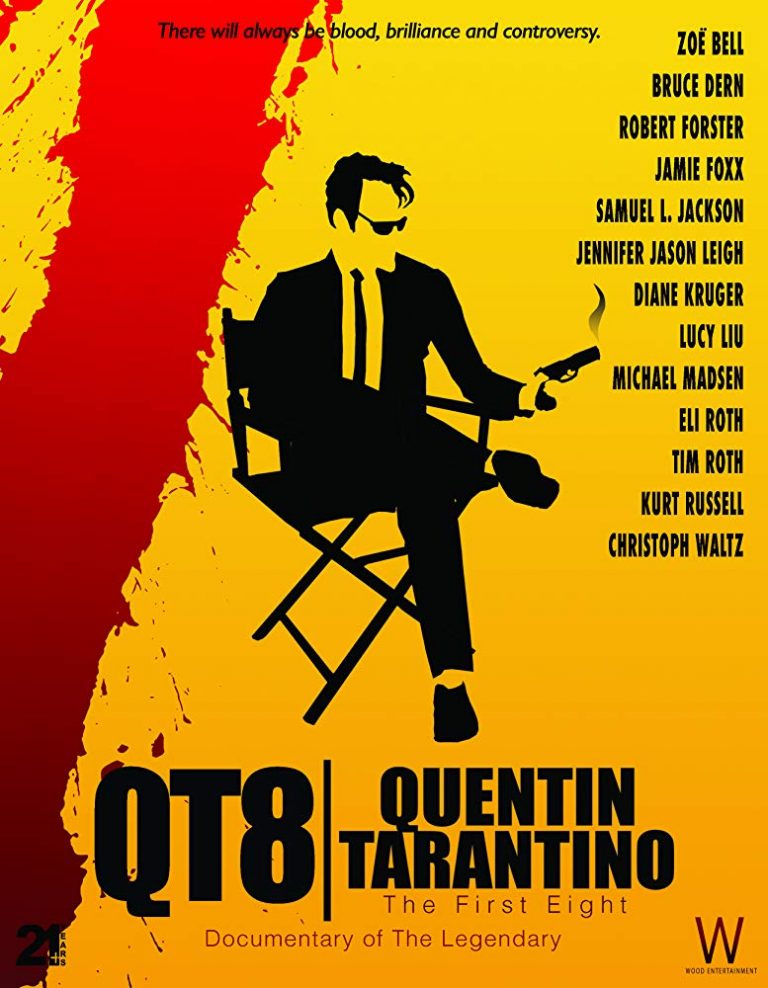 There will always be blood, brilliance and controversy.
ZOË BELL
BRUCE DERN
ROBERT FORSTER
JAMIE FOXX
SAMUEL L. JACKSON
JENNIFER JASON LEIGH
DIANE KRUGER
LUCY LIU
MICHAEL MADSEN
ELI ROTH
TIM ROTH
KURT RUSSELL
CHRISTOPH WALTZ
QT8
QUENTIN
TARANTINO
The First Eight
Documentary of The Legendary
21 YEARS
W
WOOD ENTERTAINMENT